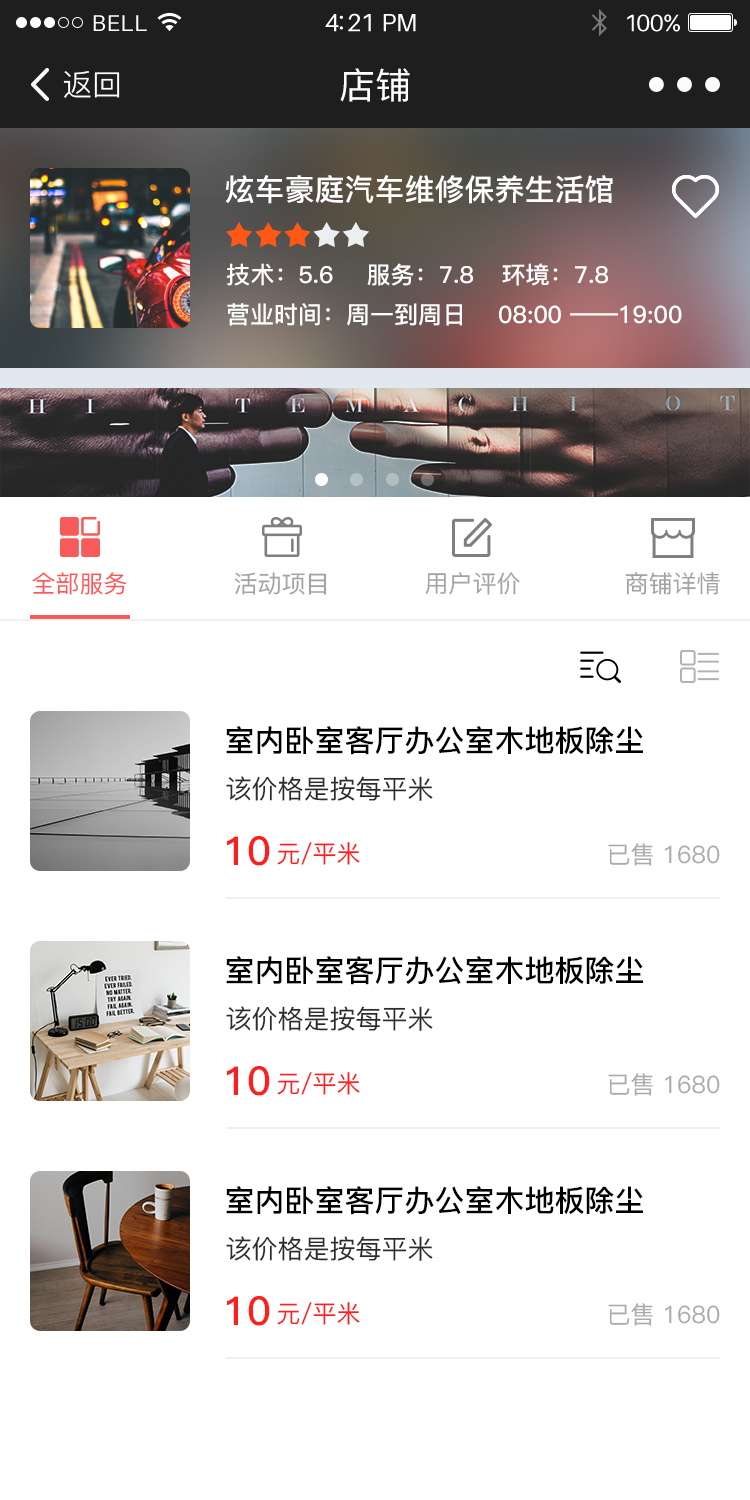 BELL 4:21 PM 100%
返回 店铺
炫车豪庭汽车维修保养生活馆
技术：5.6 服务：7.8 环境：7.8
营业时间：周一到周日 08:00 ——19:00
H I _ T E M A C H I O T
全部服务 活动项目 用户评价 商铺详情
室内卧室客厅办公室木地板除尘
该价格是按每平米
10 元/平米 已售 1680
EVER TRIED.
EVER FAILED.
NO MATTER.
TRY AGAIN.
FAIL AGAIN.
FAIL BETTER.
15:00
室内卧室客厅办公室木地板除尘
该价格是按每平米
10 元/平米 已售 1680
室内卧室客厅办公室木地板除尘
该价格是按每平米
10 元/平米 已售 1680